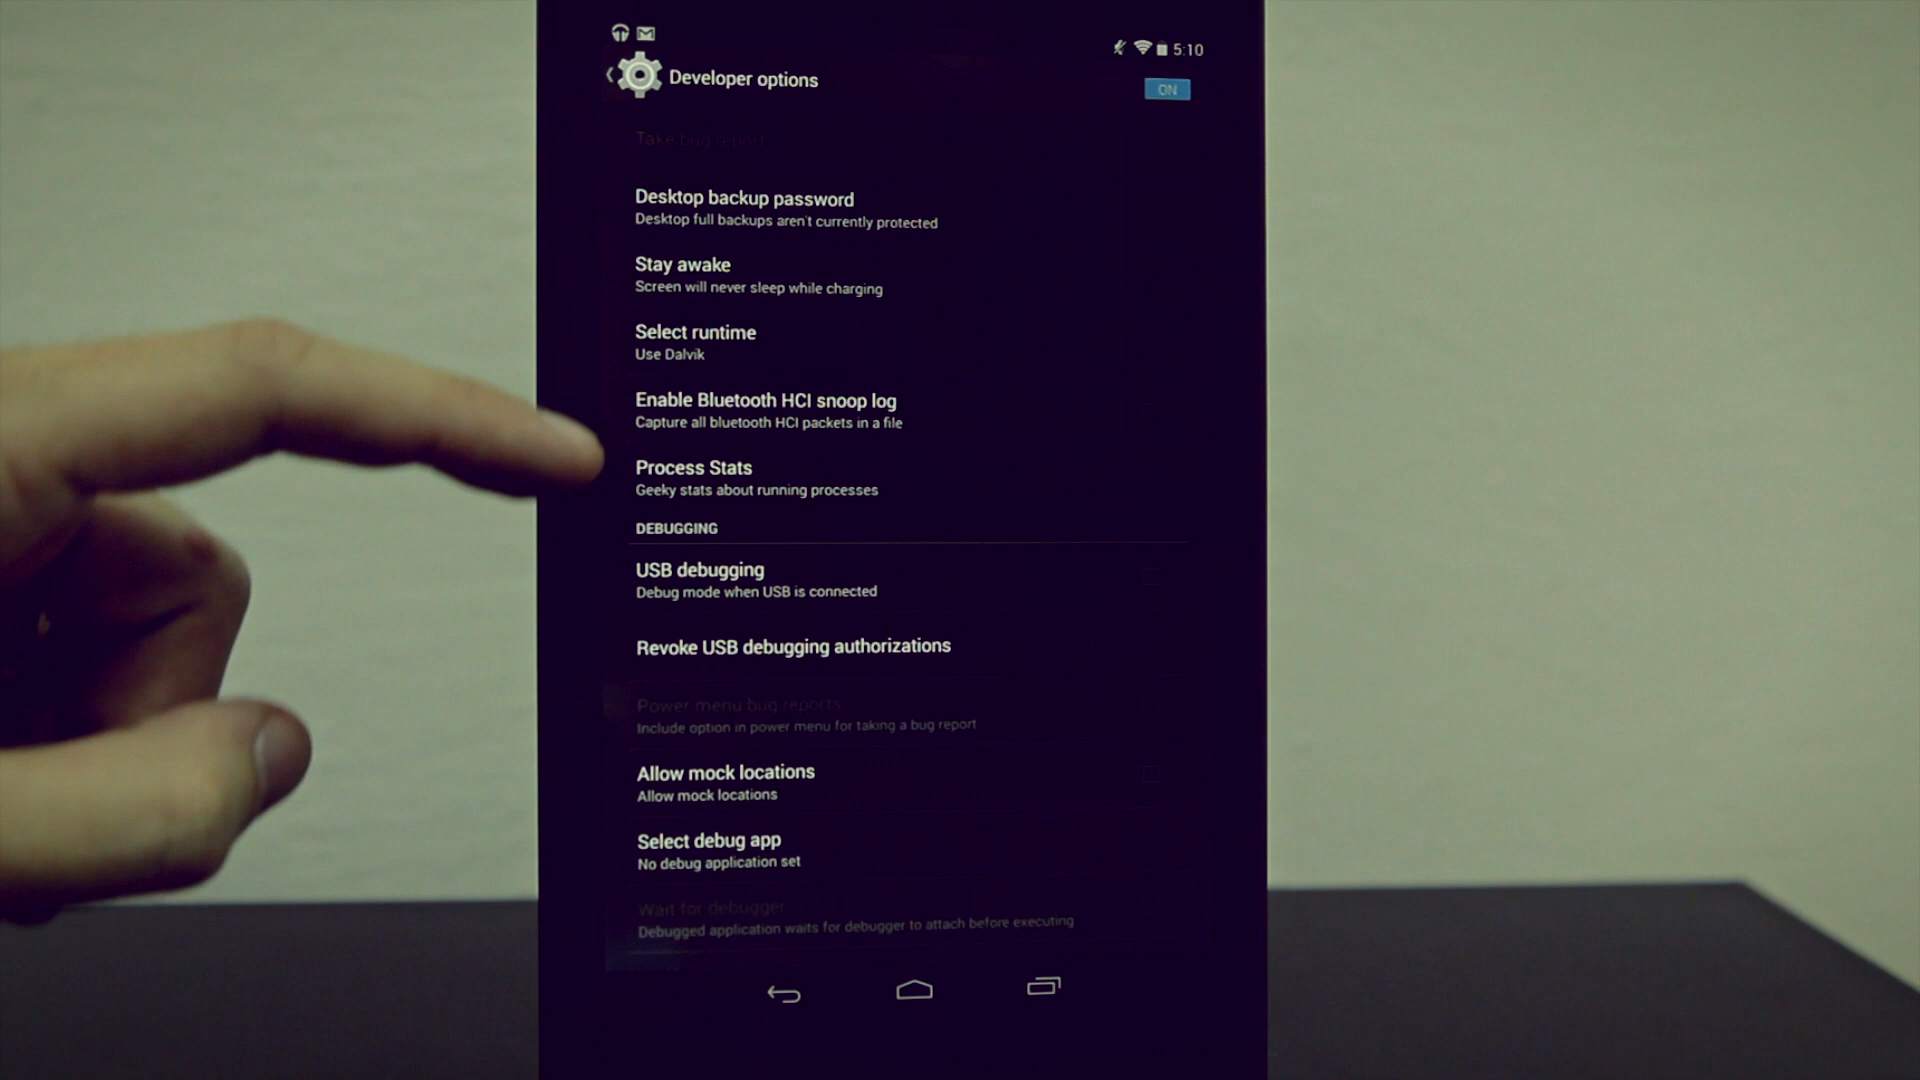 5:10
Developer options
ON
Take bug report
Desktop backup password
Desktop full backups aren't currently protected
Stay awake
Screen will never sleep while charging
Select runtime
Use Dalvik
Enable Bluetooth HCI snoop log
Capture all bluetooth HCI packets in a file
Process Stats
Geeky stats about running processes
DEBUGGING
USB debugging
Debug mode when USB is connected
Revoke USB debugging authorizations
Power menu bug reports
Include option in power menu for taking a bug report
Allow mock locations
Allow mock locations
Select debug app
No debug application set
Wait for debugger
Debugged application waits for debugger to attach before executing